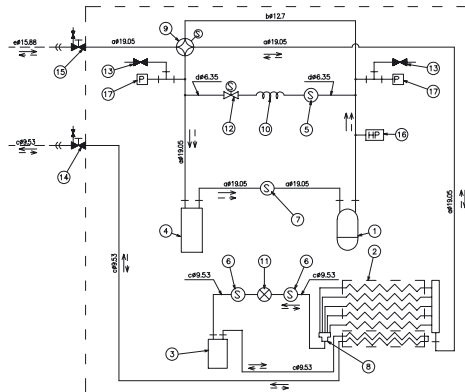 b#12.7
9
S
e#15.88
a#19.05
a#19.05
15
13
13
P
P
17
17
d#6.35
S
d#6.35
S
12
10
5
HP
16
c#9.53
14
a#19.05
a#19.05
a#19.05
S
a#19.05
7
4
1
c#9.53
6
11
6
2
c#9.53
S
S
c#9.53
3
8
c#9.53